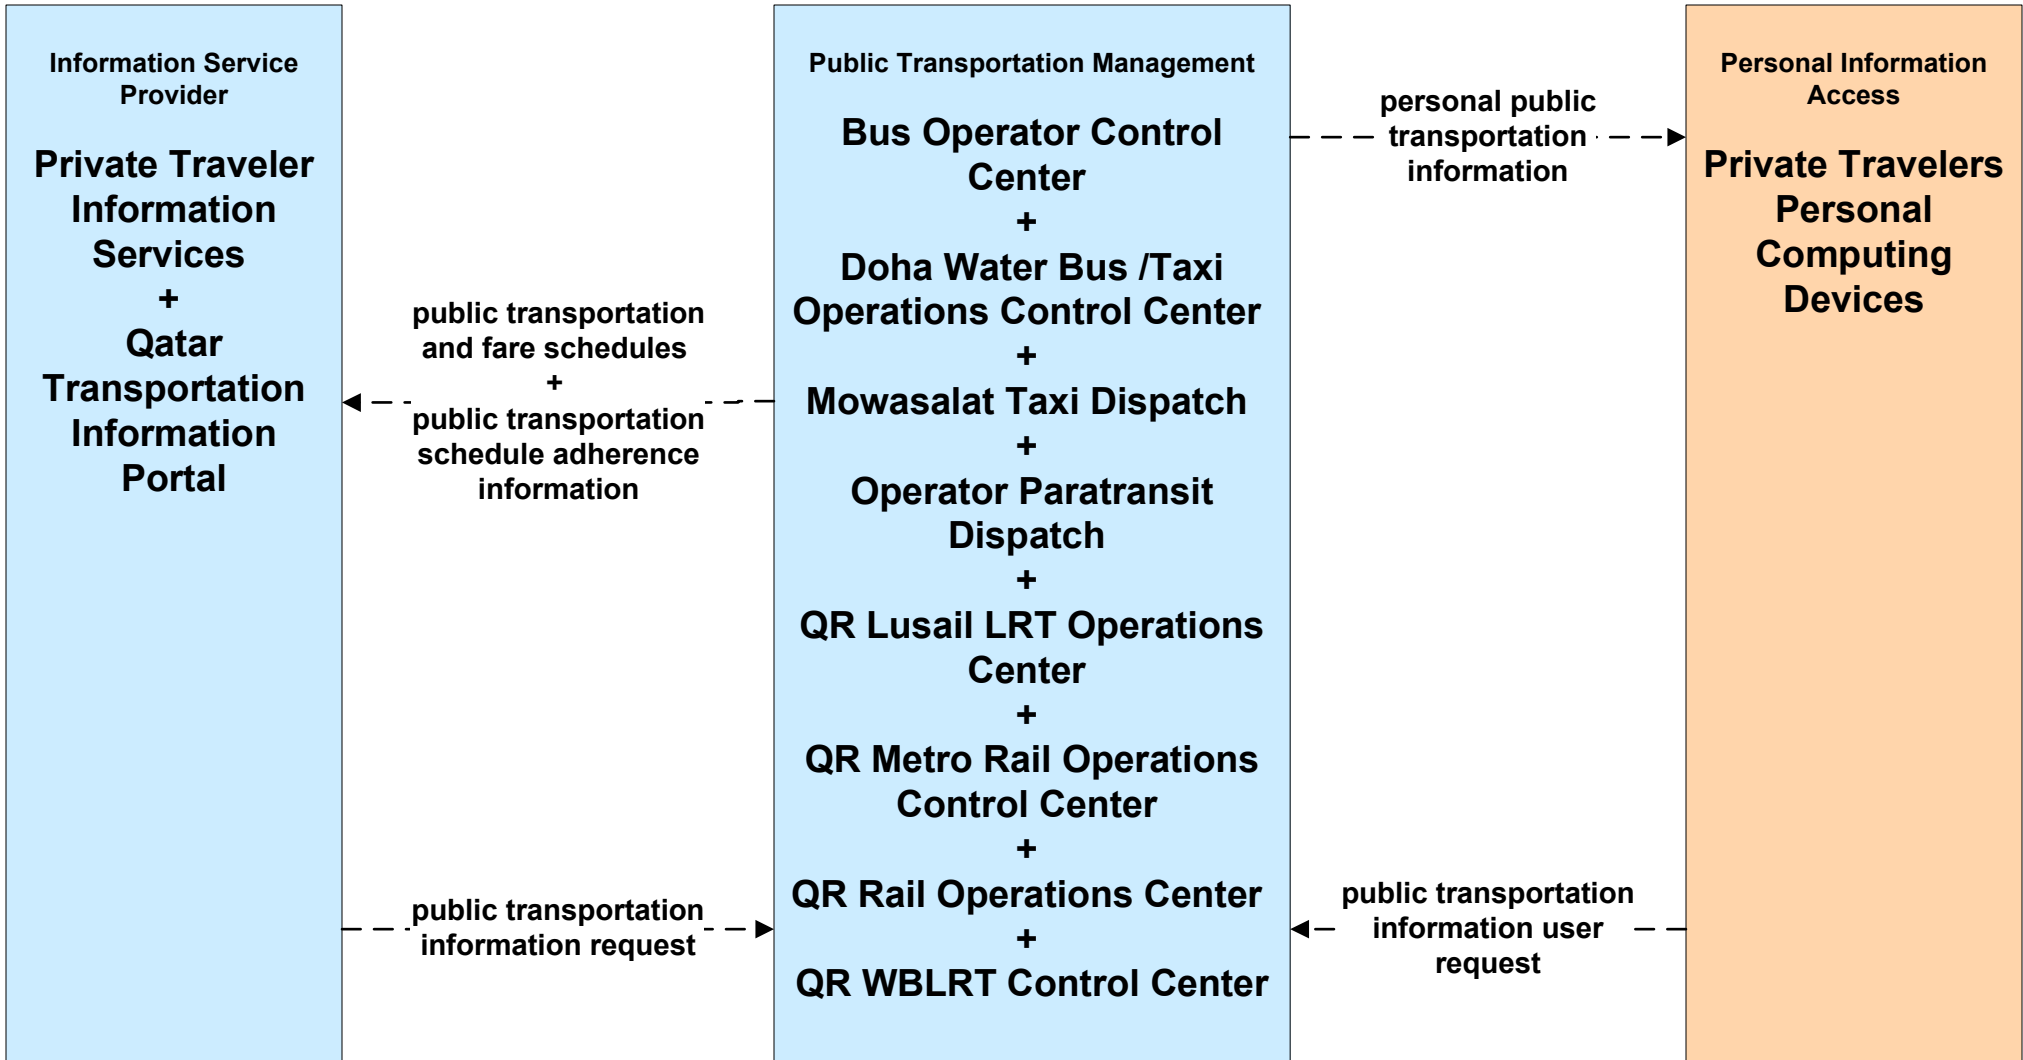 Information Service
Provider
Private Traveler
Information
Services
+
Qatar
Transportation
Information
Portal
public transportation
and fare schedules
+
public transportation
schedule adherence
information
public transportation
information request
Public Transportation Management
Bus Operator Control
Center
+
Doha Water Bus /Taxi
Operations Control Center
+
Mowasalat Taxi Dispatch
+
Operator Paratransit
Dispatch
+
QR Lusail LRT Operations
Center
+
QR Metro Rail Operations
Control Center
+
QR Rail Operations Center
+
QR WBLRT Control Center
personal public
transportation
information
public transportation
information user
request
Personal Information
Access
Private Travelers
Personal
Computing
Devices